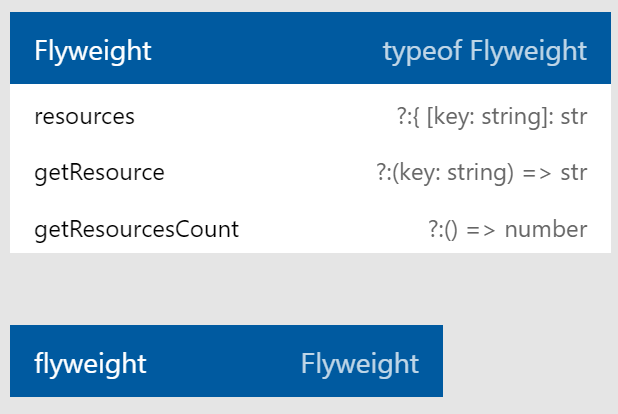 Flyweight typeof Flyweight
resources ?:{ [key: string]: str
getResource ?:(key: string) => str
getResourcesCount ?:() => number
flyweight Flyweight